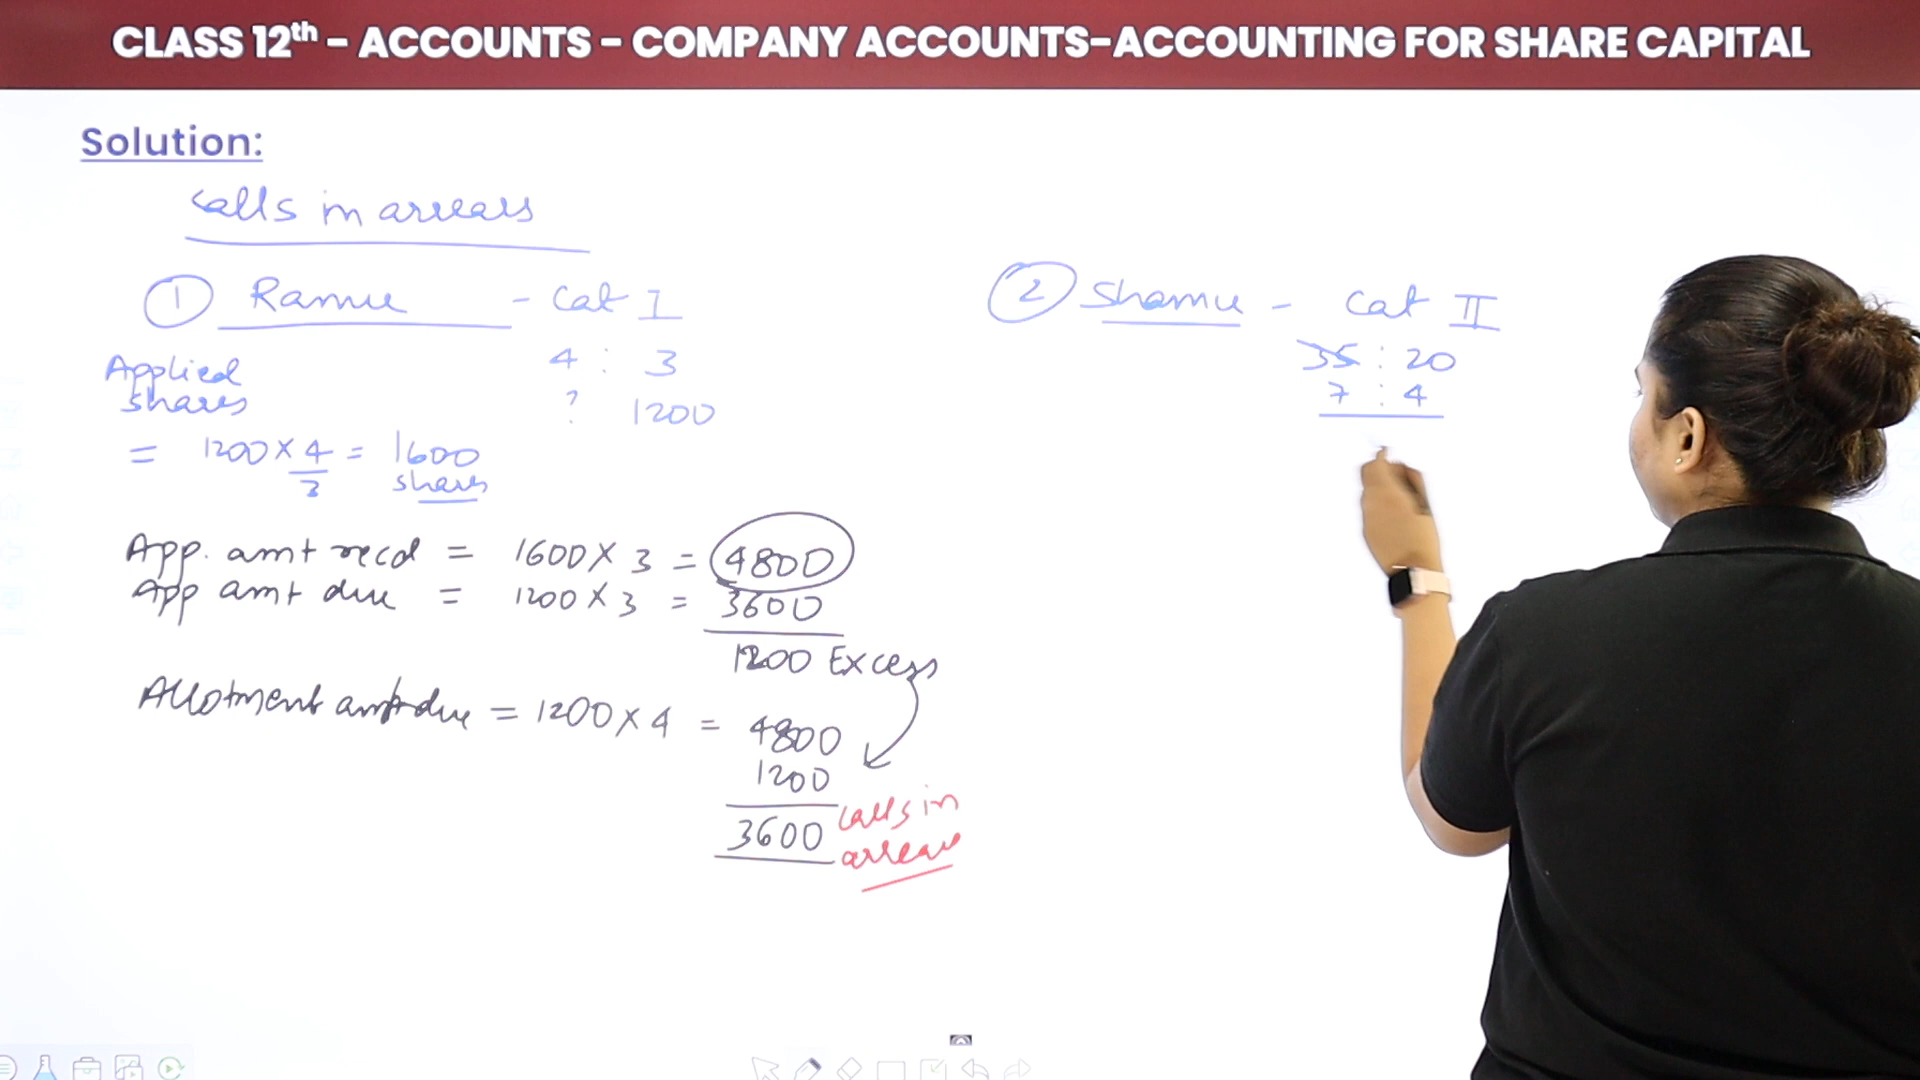 CLASS 12th - ACCOUNTS - COMPANY ACCOUNTS-ACCOUNTING FOR SHARE CAPITAL
Solution:
Calls in arrears
1 Ramu - Cat I
4 : 3
? 1200
Applied
shares
= 1200 × 4/3 = 1600
shares
App. amt recd = 1600 × 3 = 4800
App amt due = 1200 × 3 = 3600
1200 Excess
Allotment amt due = 1200 × 4 = 4800
1200
3600 Calls in
arrear
2 Shamu - Cat II
35 : 20
7 : 4